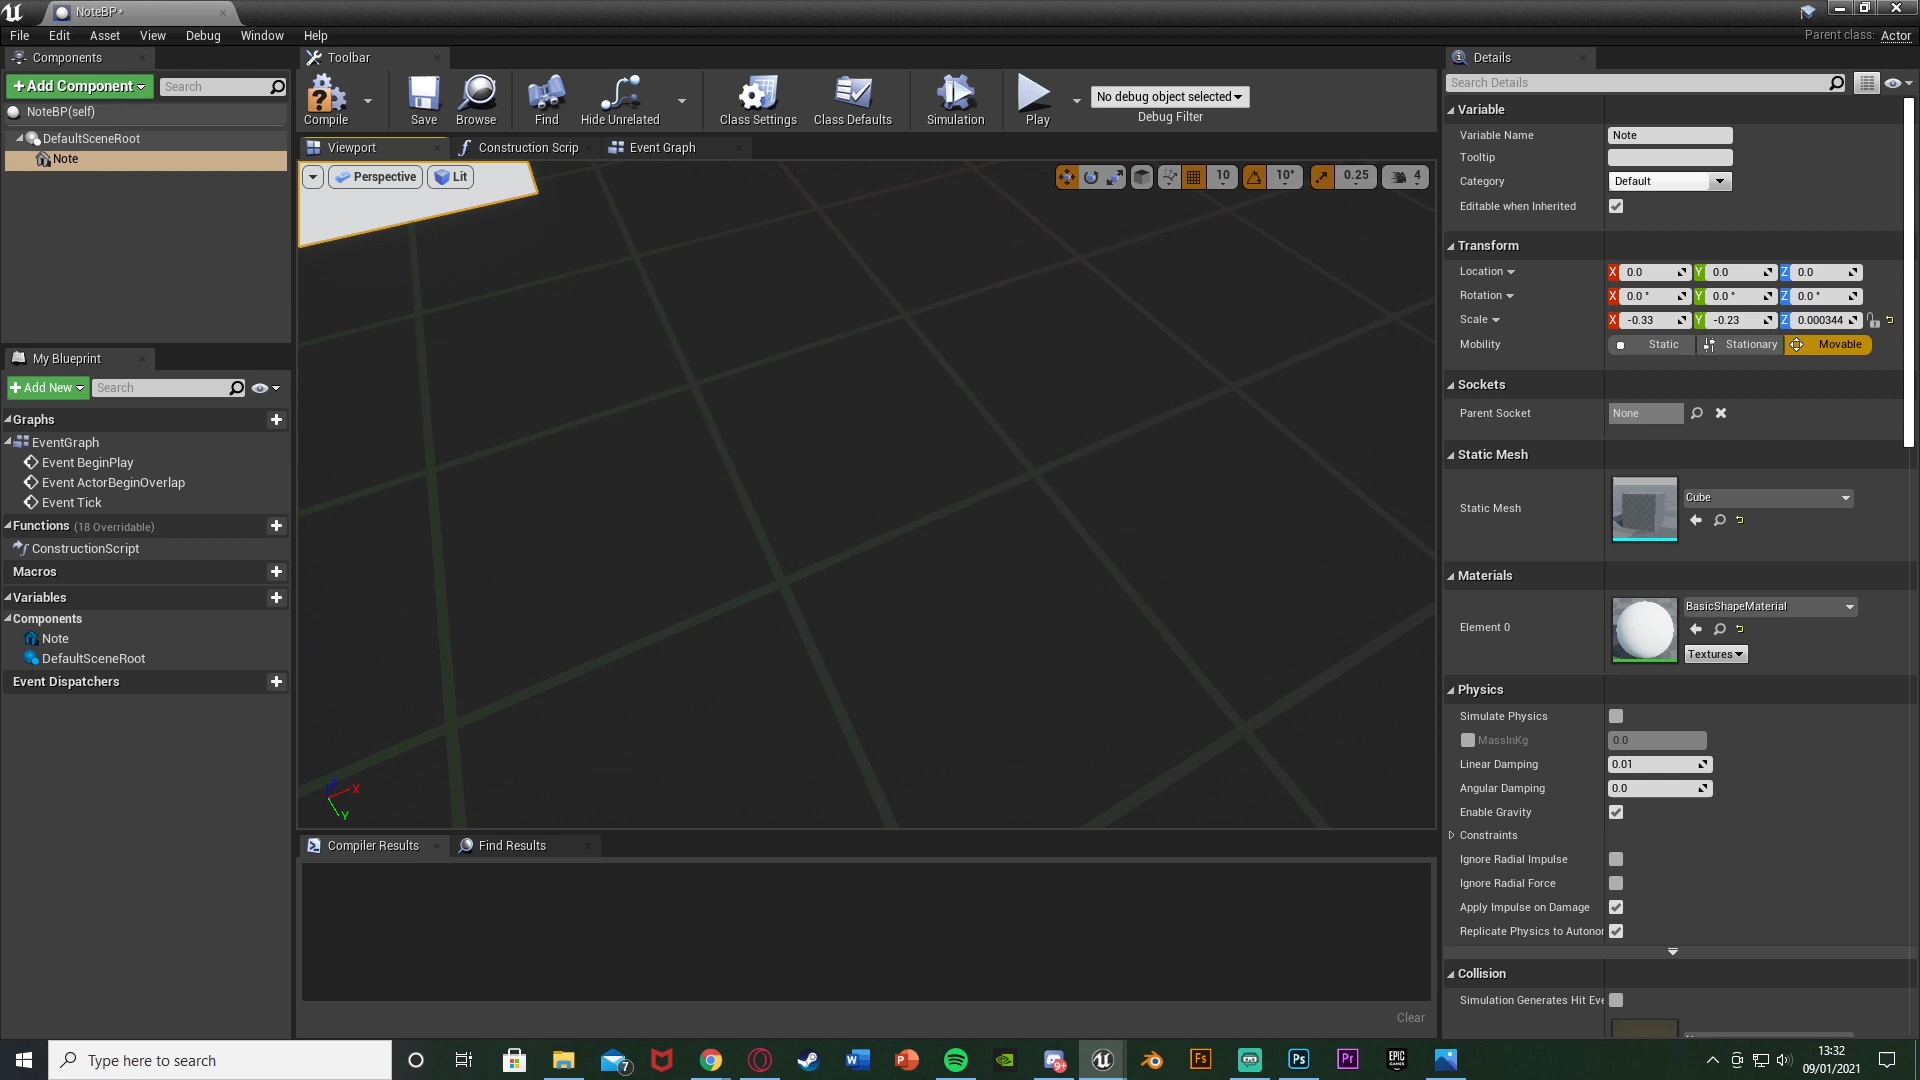 NoteBP*
File Edit Asset View Debug Window Help
Parent class: Actor
Components
Add Component
Search
NoteBP(self)
DefaultSceneRoot
Note
My Blueprint
Add New
Search
Graphs
EventGraph
Event BeginPlay
Event ActorBeginOverlap
Event Tick
Functions (18 Overridable)
ConstructionScript
Macros
Variables
Components
Note
DefaultSceneRoot
Event Dispatchers
Toolbar
Compile Save Browse Find Hide Unrelated Class Settings Class Defaults Simulation Play
No debug object selected
Debug Filter
Viewport Construction Scrip Event Graph
Perspective Lit
10 10° 0.25 4
X
Y
Compiler Results Find Results
Clear
Details
Search Details
Variable
Variable Name Note
Tooltip
Category Default
Editable when Inherited
Transform
Location X 0.0 Y 0.0 Z 0.0
Rotation X 0.0 ° Y 0.0 ° Z 0.0 °
Scale X -0.33 Y -0.23 Z 0.000344
Mobility Static Stationary Movable
Sockets
Parent Socket None
Static Mesh
Static Mesh Cube
Materials
Element 0 BasicShapeMaterial
Textures
Physics
Simulate Physics
MassInKg 0.0
Linear Damping 0.01
Angular Damping 0.0
Enable Gravity
Constraints
Ignore Radial Impulse
Ignore Radial Force
Apply Impulse on Damage
Replicate Physics to Autonor
Collision
Simulation Generates Hit Eve
Type here to search
7
W
P
9+
Fs
Ps
Pr
EPIC GAMES
13:32
09/01/2021